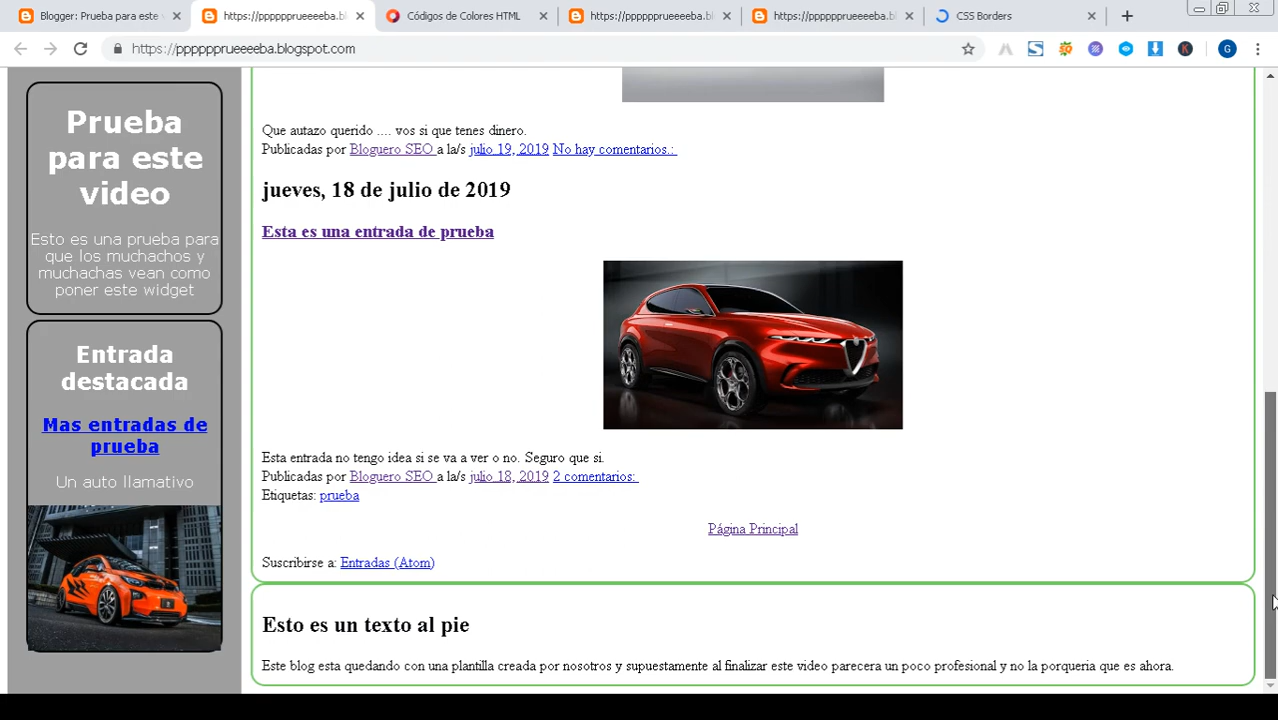 Blogger: Prueba para este v
https://ppppppprueeeeba.bl
Códigos de Colores HTML
https://ppppppprueeeeba.bl
https://ppppppprueeeeba.bl
CSS Borders
https://ppppppprueeeeba.blogspot.com
G
Prueba
para este
video
Esto es una prueba para
que los muchachos y
muchachas vean como
poner este widget
Entrada
destacada
Mas entradas de
prueba
Un auto llamativo
Que autazo querido .... vos si que tenes dinero.
Publicadas por Bloguero SEO a la/s julio 19, 2019 No hay comentarios.:
jueves, 18 de julio de 2019
Esta es una entrada de prueba
Esta entrada no tengo idea si se va a ver o no. Seguro que si.
Publicadas por Bloguero SEO a la/s julio 18, 2019 2 comentarios:
Etiquetas: prueba
Página Principal
Suscribirse a: Entradas (Atom)
Esto es un texto al pie
Este blog esta quedando con una plantilla creada por nosotros y supuestamente al finalizar este video parecera un poco profesional y no la porqueria que es ahora.